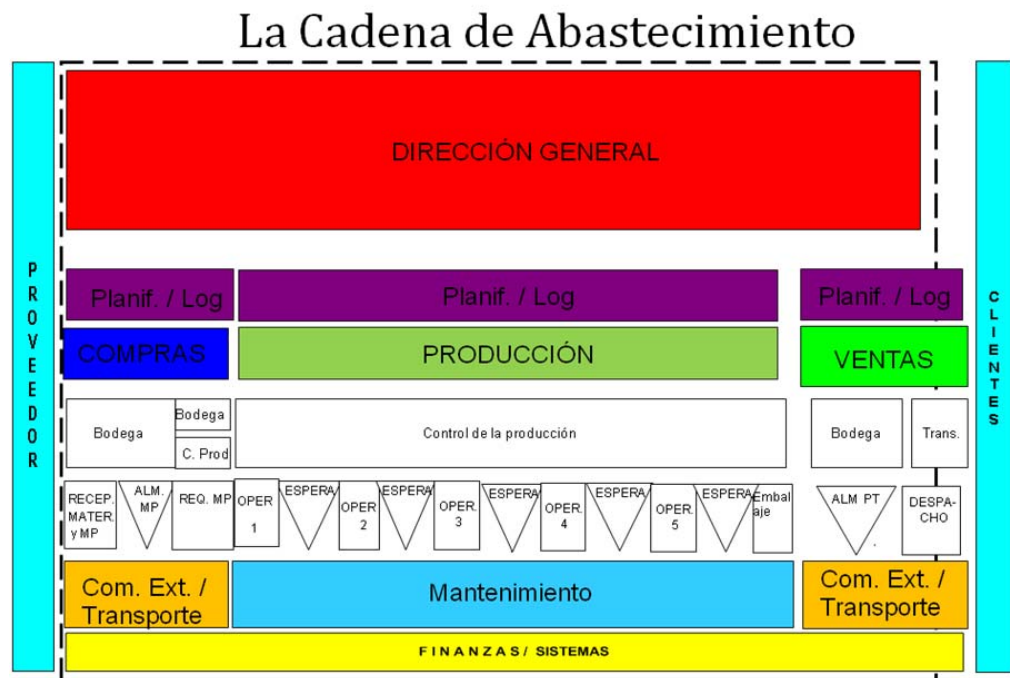 La Cadena de Abastecimiento
PROVEEDOR
DIRECCIÓN GENERAL
Planif. / Log
Planif. / Log
Planif. / Log
COMPRAS
PRODUCCIÓN
VENTAS
CLIENTES
Bodega
Bodega
C. Prod
Control de la producción
Bodega
Trans.
RECEP.
MATER.
y MP
ALM.
MP
REQ. MP
OPER
1
ESPERA
OPER.
2
ESPERA
OPER.
3
ESPERA
OPER.
4
ESPERA
OPER.
5
ESPERA
Embal
aje
ALM PT
DESPA-
CHO
Com. Ext. /
Transporte
Mantenimiento
Com. Ext. /
Transporte
FINANZAS/ SISTEMAS